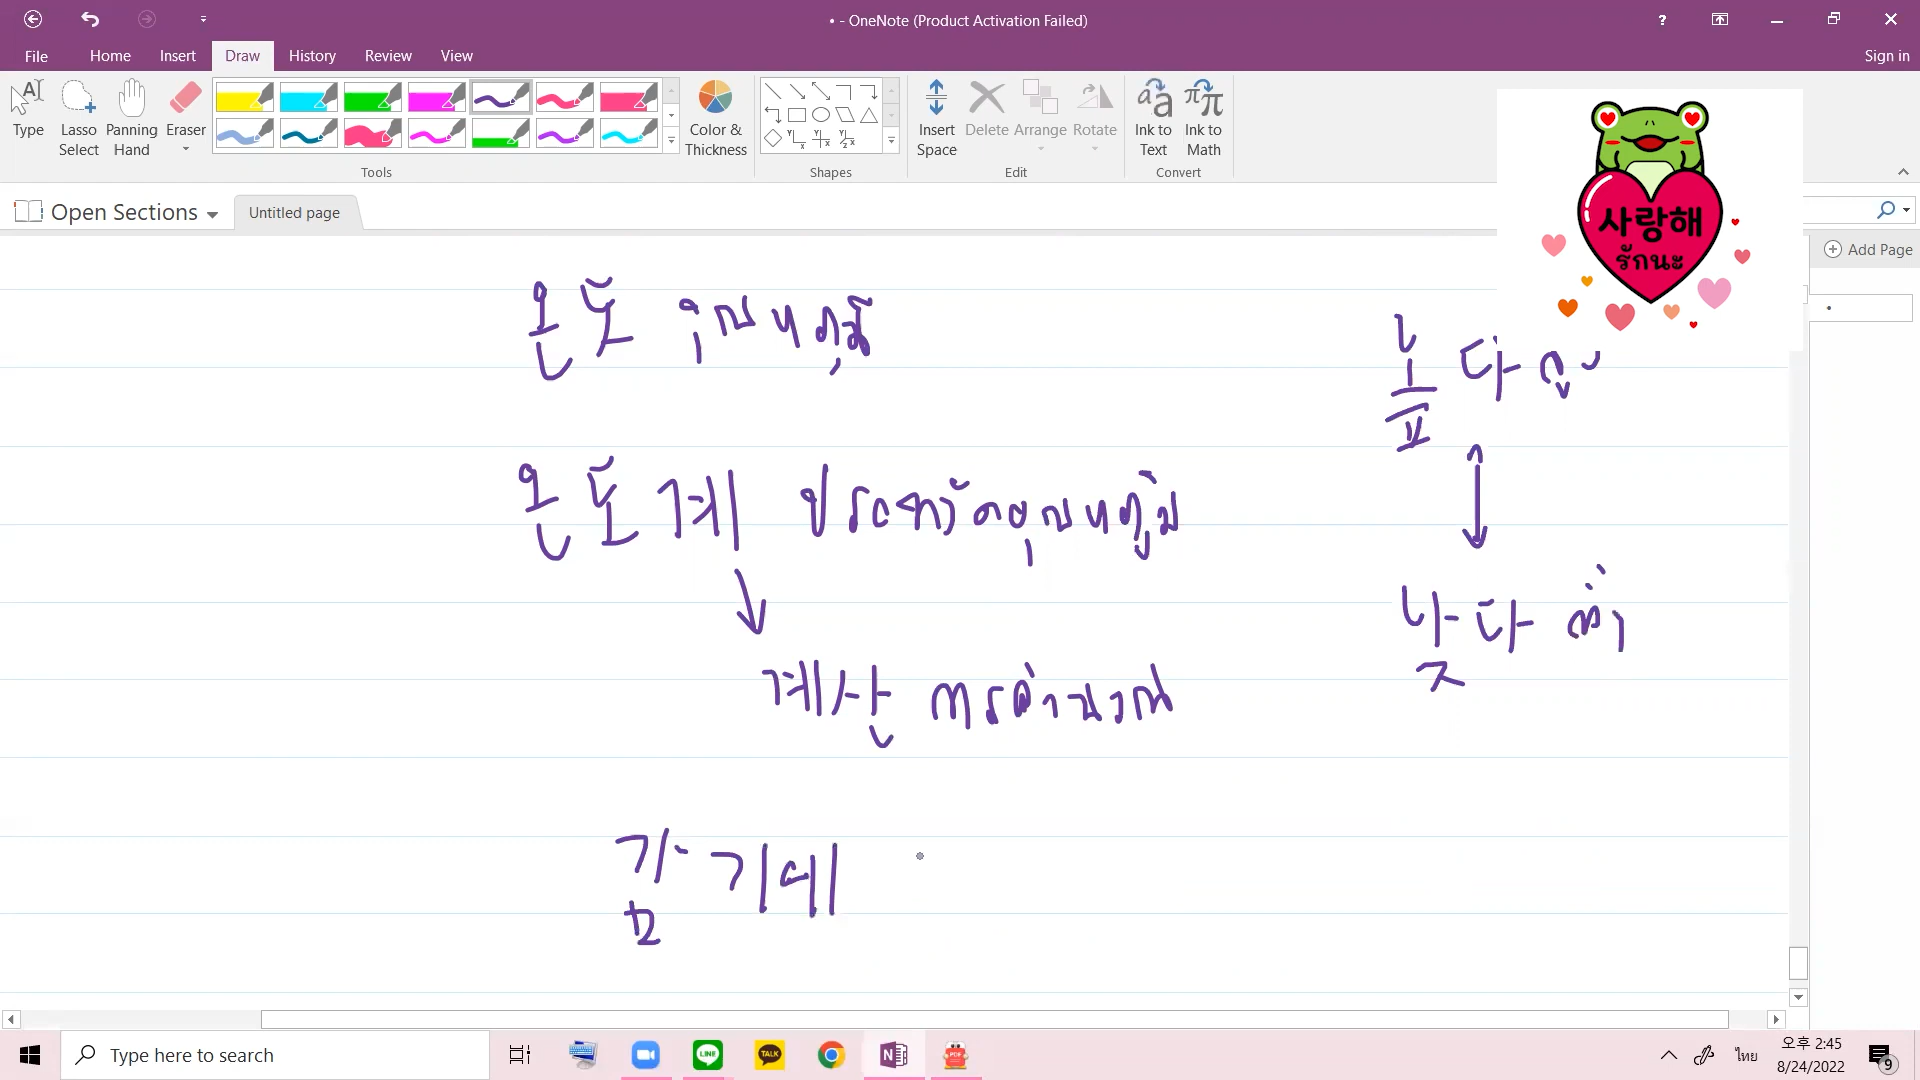 • - OneNote (Product Activation Failed)
File Home Insert Draw History Review View Sign in
Type Lasso Select Panning Hand Eraser Color & Thickness Insert Space Delete Arrange Rotate Ink to Text Ink to Math
Tools Shapes Edit Convert
Open Sections Untitled page
Add Page
사랑해
รักนะ
온도 อุณหภูมิ
높다 สูง
온도계 ปรอทวัดอุณหภูมิ
낮다 ต่ำ
계산 การคำนวณ
감기에
Type here to search
ไทย
오후 2:45
8/24/2022
9